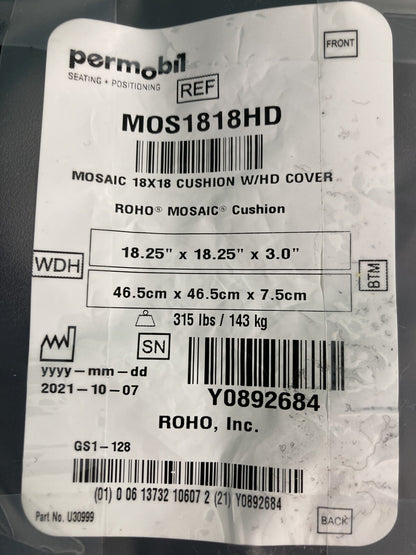 permobil
SEATING + POSITIONING
REF
FRONT
MOS1818HD
MOSAIC 18X18 CUSHION W/HD COVER
ROHO® MOSAIC® Cushion
WDH
18.25" x 18.25" x 3.0"
46.5cm x 46.5cm x 7.5cm
BTM
315 lbs / 143 kg
SN
yyyy-mm-dd
2021-10-07
Y0892684
ROHO, Inc.
GS1-128
(01) 0 06 13732 10607 2 (21) Y0892684
Part No. U30999
BACK